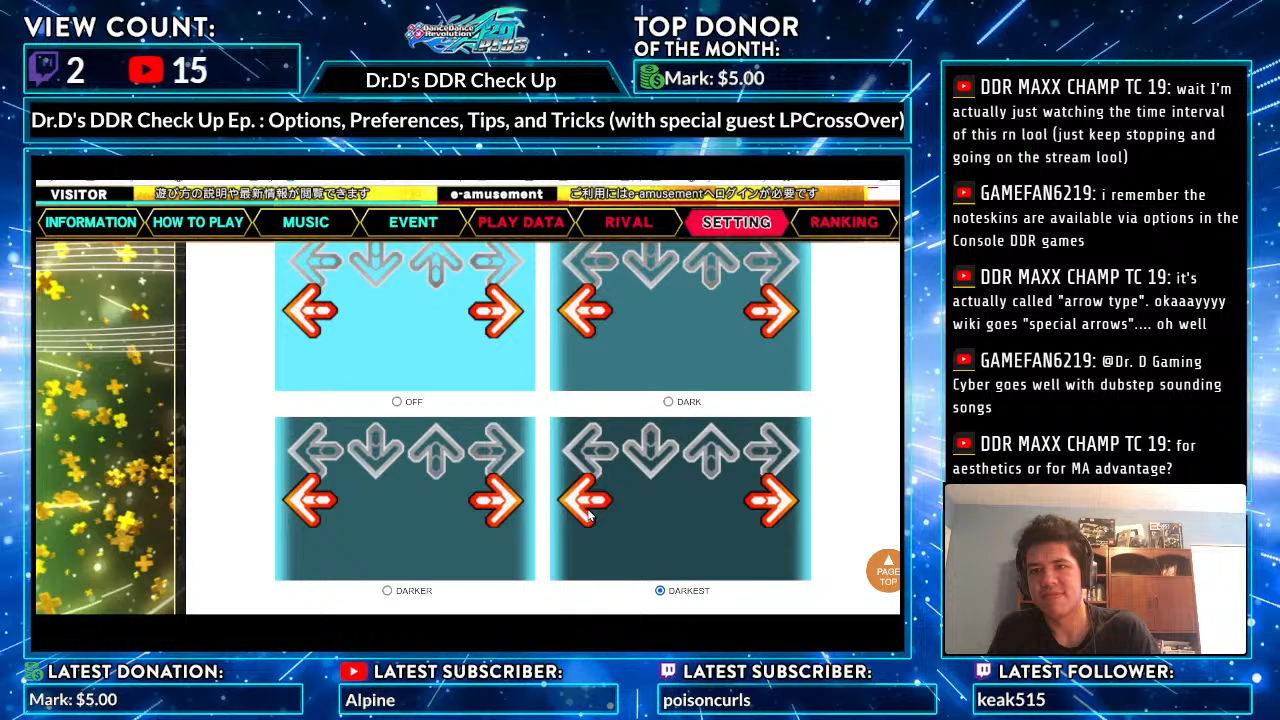 VIEW COUNT:
2
15
DanceDanceRevolution A20 PLUS
Dr.D's DDR Check Up
TOP DONOR
OF THE MONTH:
Mark: $5.00
Dr.D's DDR Check Up Ep. : Options, Preferences, Tips, and Tricks (with special guest LPCrossOver)
VISITOR
遊び方の説明や最新情報が閲覧できます
e-amusement
ご利用にはe-amusementへログインが必要です
INFORMATION
HOW TO PLAY
MUSIC
EVENT
PLAY DATA
RIVAL
SETTING
RANKING
OFF
DARK
DARKER
DARKEST
PAGE
TOP
DDR MAXX CHAMP TC 19: wait I'm
actually just watching the time interval
of this rn lool (just keep stopping and
going on the stream lool)
GAMEFAN6219: i remember the
noteskins are available via options in the
Console DDR games
DDR MAXX CHAMP TC 19: it's
actually called "arrow type". okaaayyyy
wiki goes "special arrows".... oh well
GAMEFAN6219: @Dr. D Gaming
Cyber goes well with dubstep sounding
songs
DDR MAXX CHAMP TC 19: for
aesthetics or for MA advantage?
LATEST DONATION:
Mark: $5.00
LATEST SUBSCRIBER:
Alpine
LATEST SUBSCRIBER:
poisoncurls
LATEST FOLLOWER:
keak515